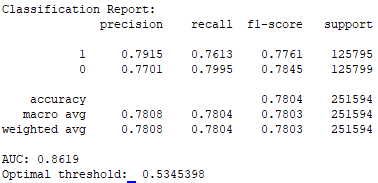 Classification Report:
precision recall f1-score support
1 0.7915 0.7613 0.7761 125795
0 0.7701 0.7995 0.7845 125799
accuracy 0.7804 251594
macro avg 0.7808 0.7804 0.7803 251594
weighted avg 0.7808 0.7804 0.7803 251594
AUC: 0.8619
Optimal threshold: 0.5345398